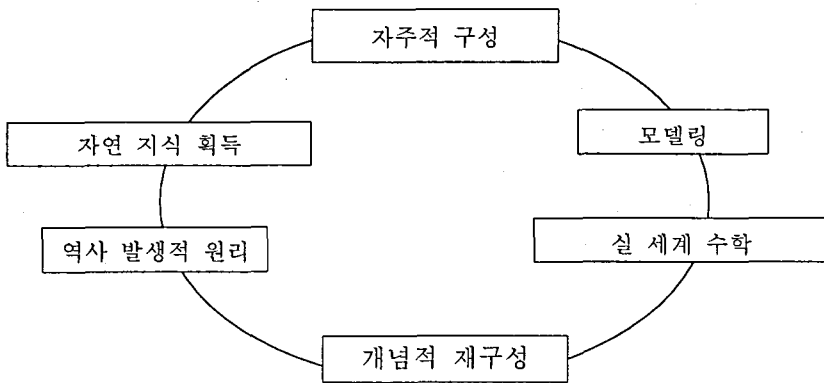 자주적 구성
자연 지식 획득
모델링
역사 발생적 원리
실 세계 수학
개념적 재구성